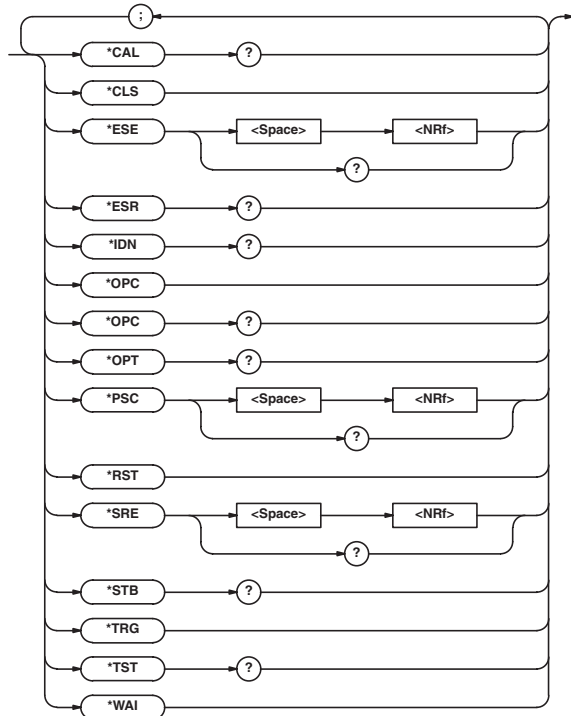 ;
*CAL ?
*CLS
*ESE <Space> <NRf>
?
*ESR ?
*IDN ?
*OPC
*OPC ?
*OPT ?
*PSC <Space> <NRf>
?
*RST
*SRE <Space> <NRf>
?
*STB ?
*TRG
*TST ?
*WAI